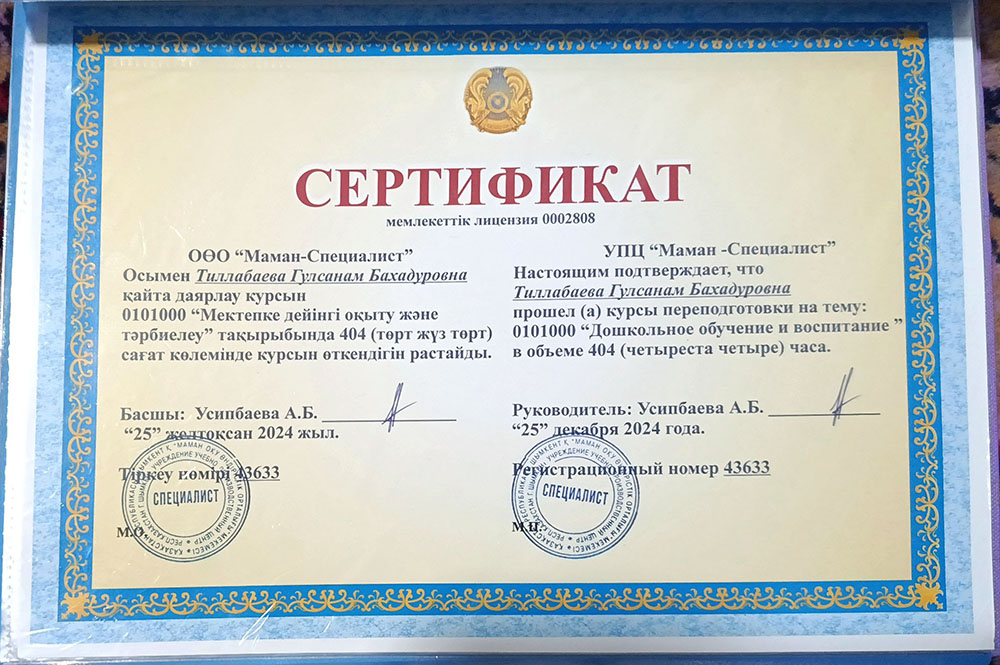 СЕРТИФИКАТ
мемлекеттік лицензия 0002808
ОӨО “Маман-Специалист”
Осымен Тиллабаева Гулсанам Бахадуровна
қайта даярлау курсын
0101000 “Мектепке дейінгі оқыту және
тәрбиелеу” тақырыбында 404 (төрт жүз төрт)
сағат көлемінде курсын өткендігін растайды.
Басшы: Усипбаева А.Б.
“25” желтоқсан 2024 жыл.
Тіркеу нөмірі 43633
М.О.
СПЕЦИАЛИСТ
УПЦ “Маман -Специалист”
Настоящим подтверждает, что
Тиллабаева Гулсанам Бахадуровна
прошел (а) курсы переподготовки на тему:
0101000 “Дошкольное обучение и воспитание ”
в объеме 404 (четыреста четыре) часа.
Руководитель: Усипбаева А.Б.
“25” декабря 2024 года.
Регистрационный номер 43633
М.П.
СПЕЦИАЛИСТ